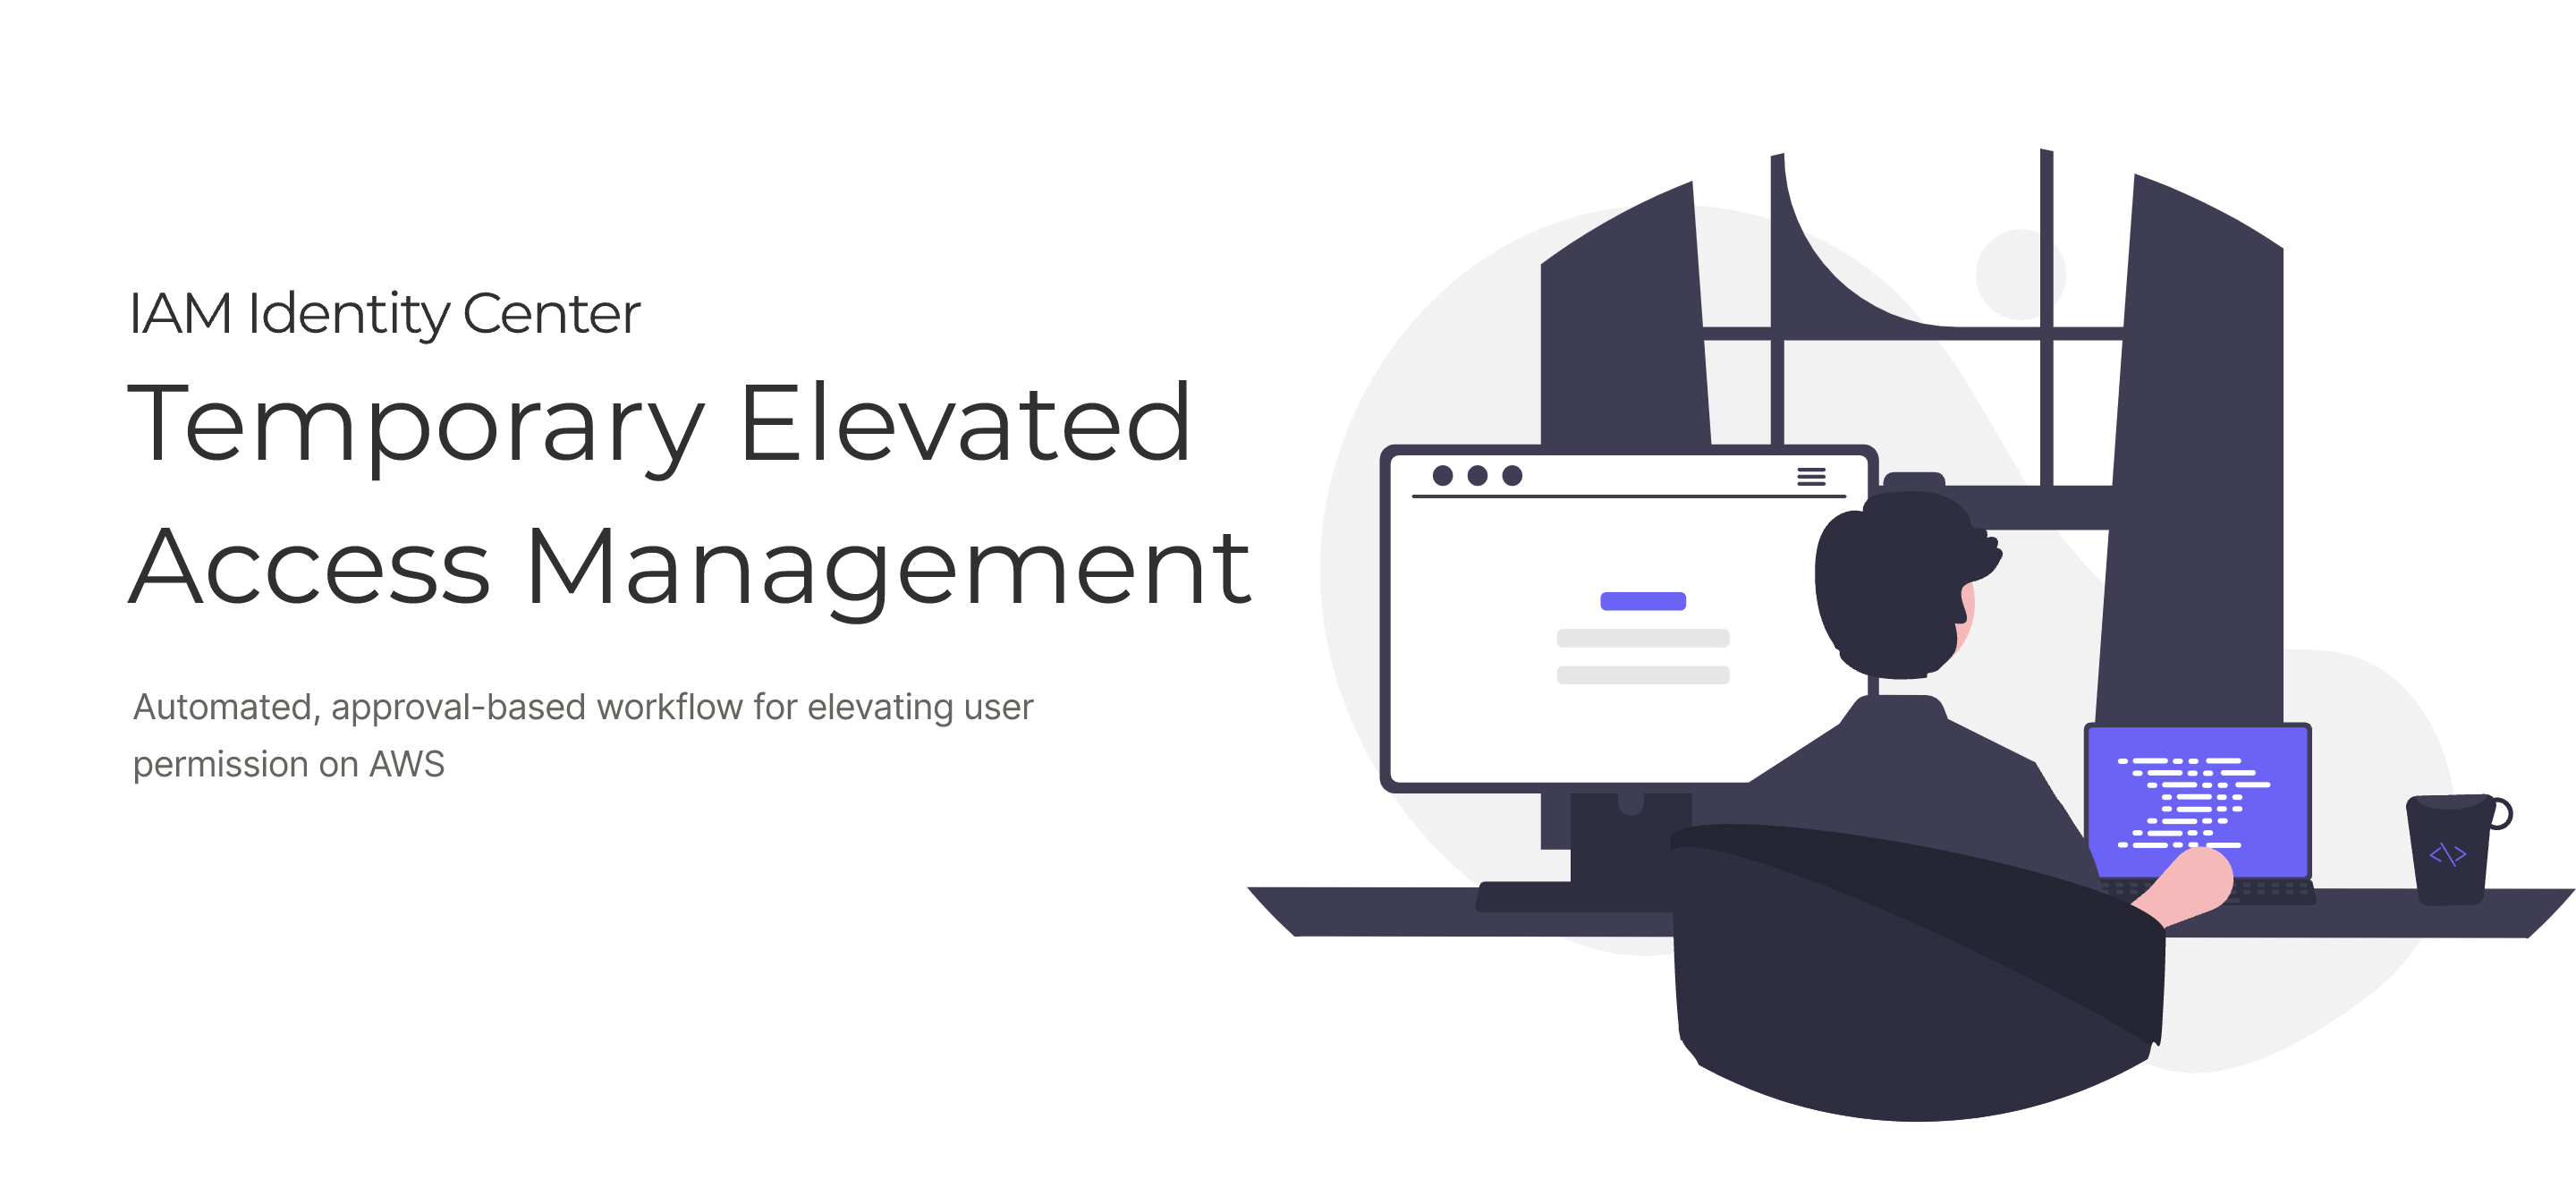 IAM Identity Center
Temporary Elevated
Access Management
Automated, approval-based workflow for elevating user
permission on AWS
<\>